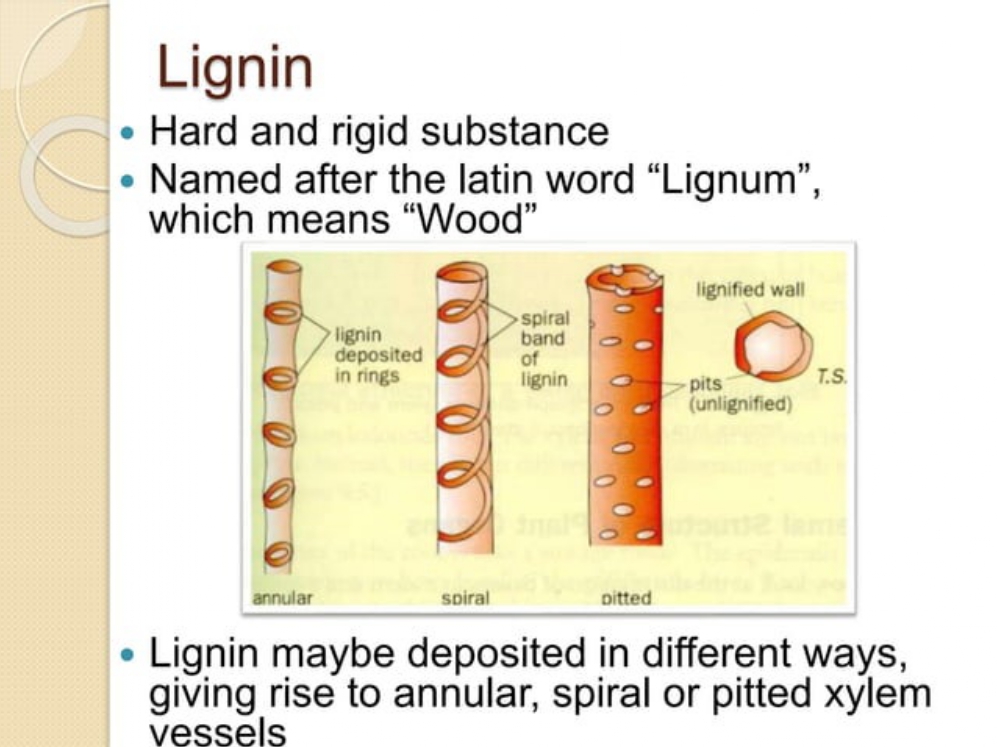 Lignin
• Hard and rigid substance
• Named after the latin word “Lignum”,
which means “Wood”
lignin
deposited
in rings
spiral
band
of
lignin
lignified wall
T.S.
pits
(unlignified)
annular
spiral
pitted
• Lignin maybe deposited in different ways,
giving rise to annular, spiral or pitted xylem
vessels